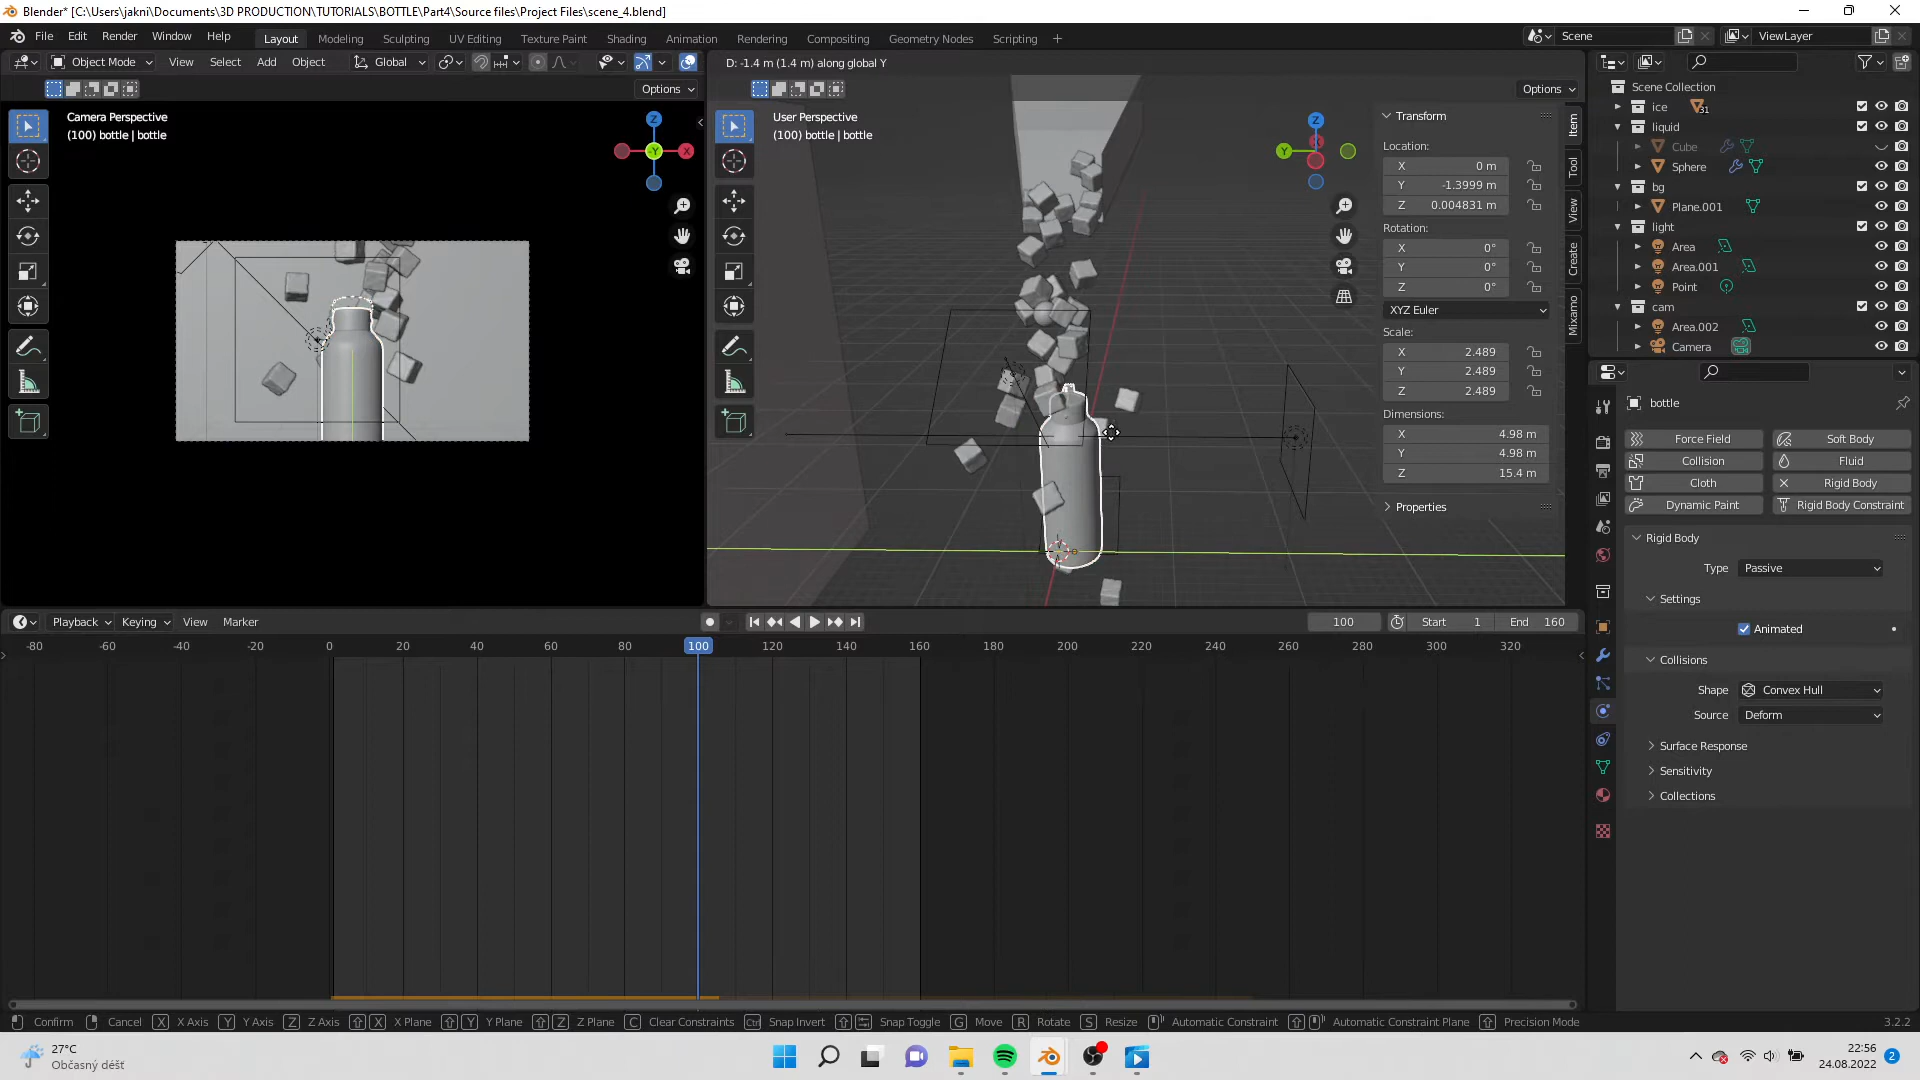 Blender* [C:\Users\jakni\Documents\3D PRODUCTION\TUTORIALS\BOTTLE\Part4\Source files\Project Files\scene_4.blend]
File Edit Render Window Help Layout Modeling Sculpting UV Editing Texture Paint Shading Animation Rendering Compositing Geometry Nodes Scripting + Scene ViewLayer
Object Mode View Select Add Object Global D: -1.4 m (1.4 m) along global Y
Options Options
Camera Perspective
(100) bottle | bottle
Z
-Y X
User Perspective
(100) bottle | bottle
Z
Y
Transform
Location:
X 0 m
Y -1.3999 m
Z 0.004831 m
Rotation:
X 0°
Y 0°
Z 0°
XYZ Euler
Scale:
X 2.489
Y 2.489
Z 2.489
Dimensions:
X 4.98 m
Y 4.98 m
Z 15.4 m
Properties
Item
Tool
View
Create
Mixamo
Scene Collection
ice 31
liquid
Cube
Sphere
bg
Plane.001
light
Area
Area.001
Point
cam
Area.002
Camera
bottle
Force Field Soft Body
Collision Fluid
Cloth Rigid Body
Dynamic Paint Rigid Body Constraint
Rigid Body
Type Passive
Settings
Animated
Collisions
Shape Convex Hull
Source Deform
Surface Response
Sensitivity
Collections
Playback Keying View Marker 100 Start 1 End 160
-80 -60 -40 -20 0 20 40 60 80 100 120 140 160 180 200 220 240 260 280 300 320
Confirm Cancel X X Axis Y Y Axis Z Z Axis X X Plane Y Y Plane Z Z Plane C Clear Constraints Ctrl Snap Invert Snap Toggle G Move R Rotate S Resize Automatic Constraint Automatic Constraint Plane Precision Mode 3.2.2
27°C
Občasný déšť
22:56
24.08.2022
2